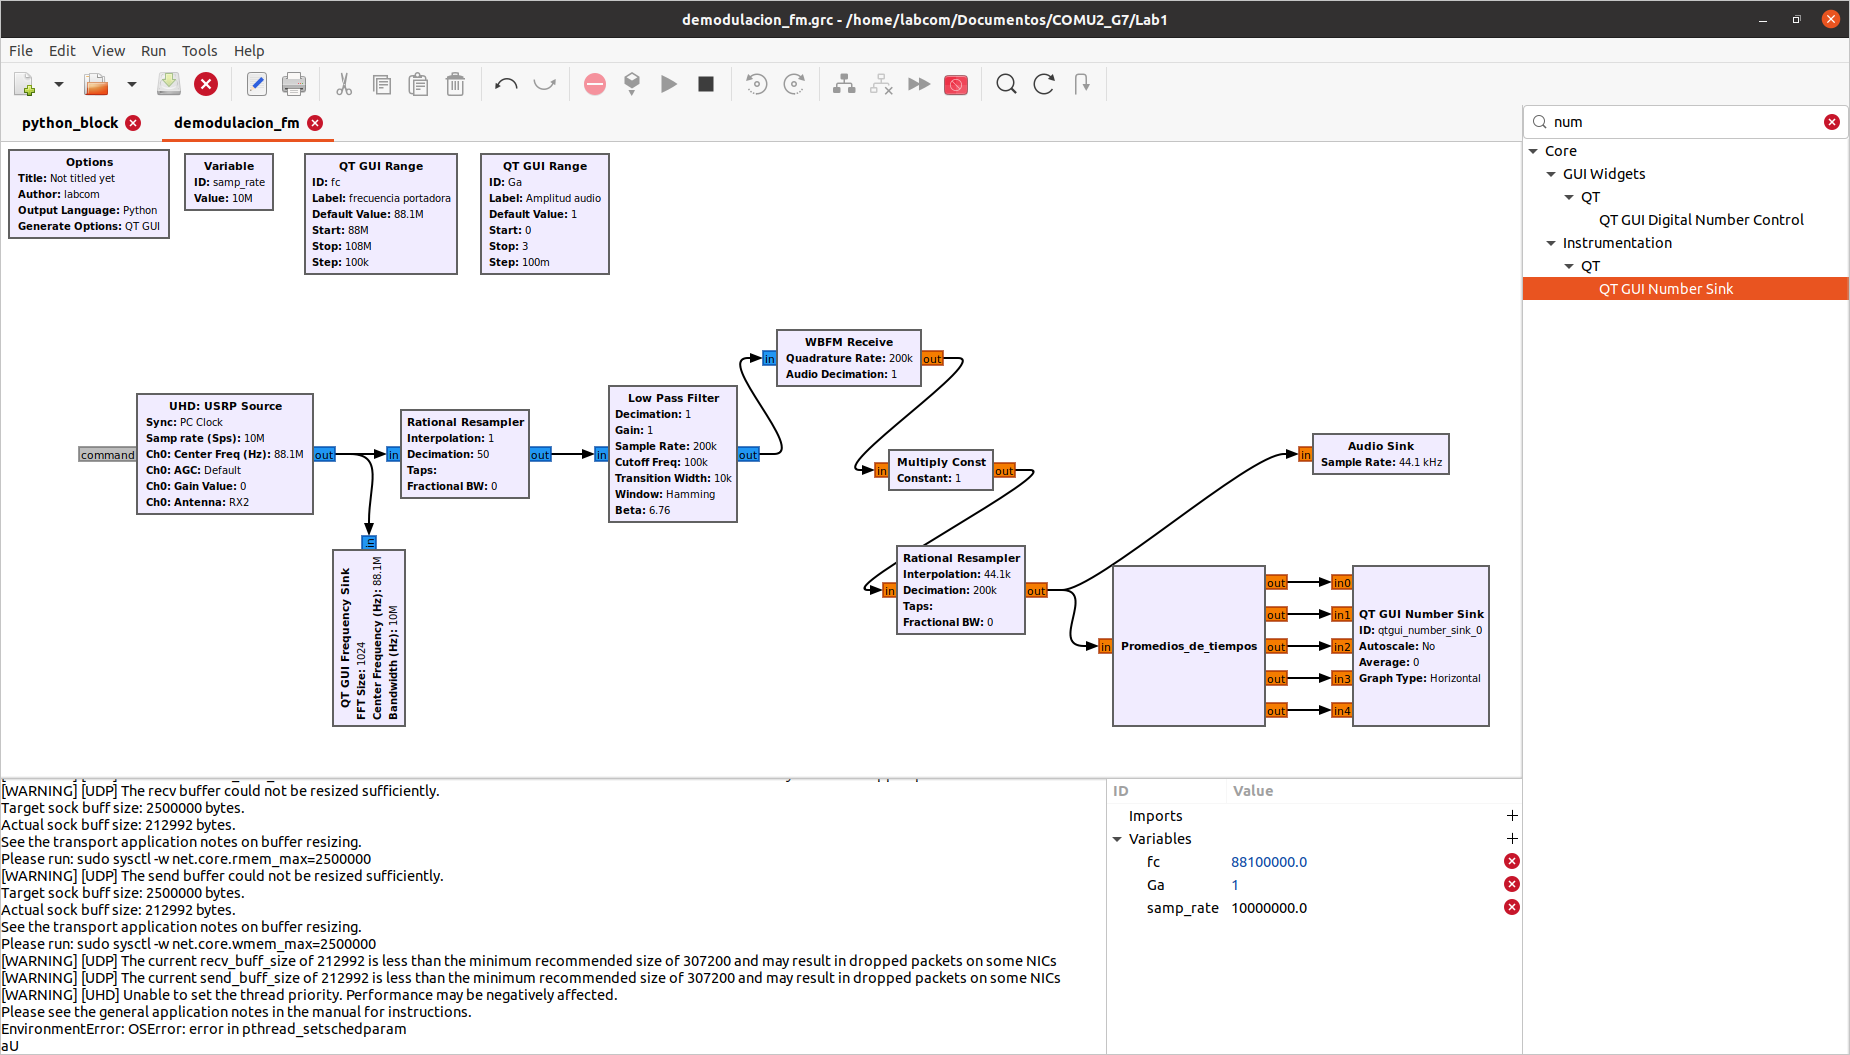 demodulacion_fm.grc - /home/labcom/Documentos/COMU2_G7/Lab1
File Edit View Run Tools Help
python_block
demodulacion_fm
Options
Title: Not titled yet
Author: labcom
Output Language: Python
Generate Options: QT GUI
Variable
ID: samp_rate
Value: 10M
QT GUI Range
ID: fc
Label: frecuencia portadora
Default Value: 88.1M
Start: 88M
Stop: 108M
Step: 100k
QT GUI Range
ID: Ga
Label: Amplitud audio
Default Value: 1
Start: 0
Stop: 3
Step: 100m
command
UHD: USRP Source
Sync: PC Clock
Samp rate (Sps): 10M
Ch0: Center Freq (Hz): 88.1M
Ch0: AGC: Default
Ch0: Gain Value: 0
Ch0: Antenna: RX2
out
in
QT GUI Frequency Sink
FFT Size: 1024
Center Frequency (Hz): 88.1M
Bandwidth (Hz): 10M
in
Rational Resampler
Interpolation: 1
Decimation: 50
Taps:
Fractional BW: 0
out
in
Low Pass Filter
Decimation: 1
Gain: 1
Sample Rate: 200k
Cutoff Freq: 100k
Transition Width: 10k
Window: Hamming
Beta: 6.76
out
in
WBFM Receive
Quadrature Rate: 200k
Audio Decimation: 1
out
in
Multiply Const
Constant: 1
out
in
Rational Resampler
Interpolation: 44.1k
Decimation: 200k
Taps:
Fractional BW: 0
out
in
Audio Sink
Sample Rate: 44.1 kHz
in
Promedios_de_tiempos
out
out
out
out
out
in0
in1
in2
in3
in4
QT GUI Number Sink
ID: qtgui_number_sink_0
Autoscale: No
Average: 0
Graph Type: Horizontal
num
Core
GUI Widgets
QT
QT GUI Digital Number Control
Instrumentation
QT
QT GUI Number Sink
[WARNING] [UDP] The recv buffer could not be resized sufficiently.
Target sock buff size: 2500000 bytes.
Actual sock buff size: 212992 bytes.
See the transport application notes on buffer resizing.
Please run: sudo sysctl -w net.core.rmem_max=2500000
[WARNING] [UDP] The send buffer could not be resized sufficiently.
Target sock buff size: 2500000 bytes.
Actual sock buff size: 212992 bytes.
See the transport application notes on buffer resizing.
Please run: sudo sysctl -w net.core.wmem_max=2500000
[WARNING] [UDP] The current recv_buff_size of 212992 is less than the minimum recommended size of 307200 and may result in dropped packets on some NICs
[WARNING] [UDP] The current send_buff_size of 212992 is less than the minimum recommended size of 307200 and may result in dropped packets on some NICs
[WARNING] [UHD] Unable to set the thread priority. Performance may be negatively affected.
Please see the general application notes in the manual for instructions.
EnvironmentError: OSError: error in pthread_setschedparam
aU
ID Value
Imports
Variables
fc 88100000.0
Ga 1
samp_rate 10000000.0